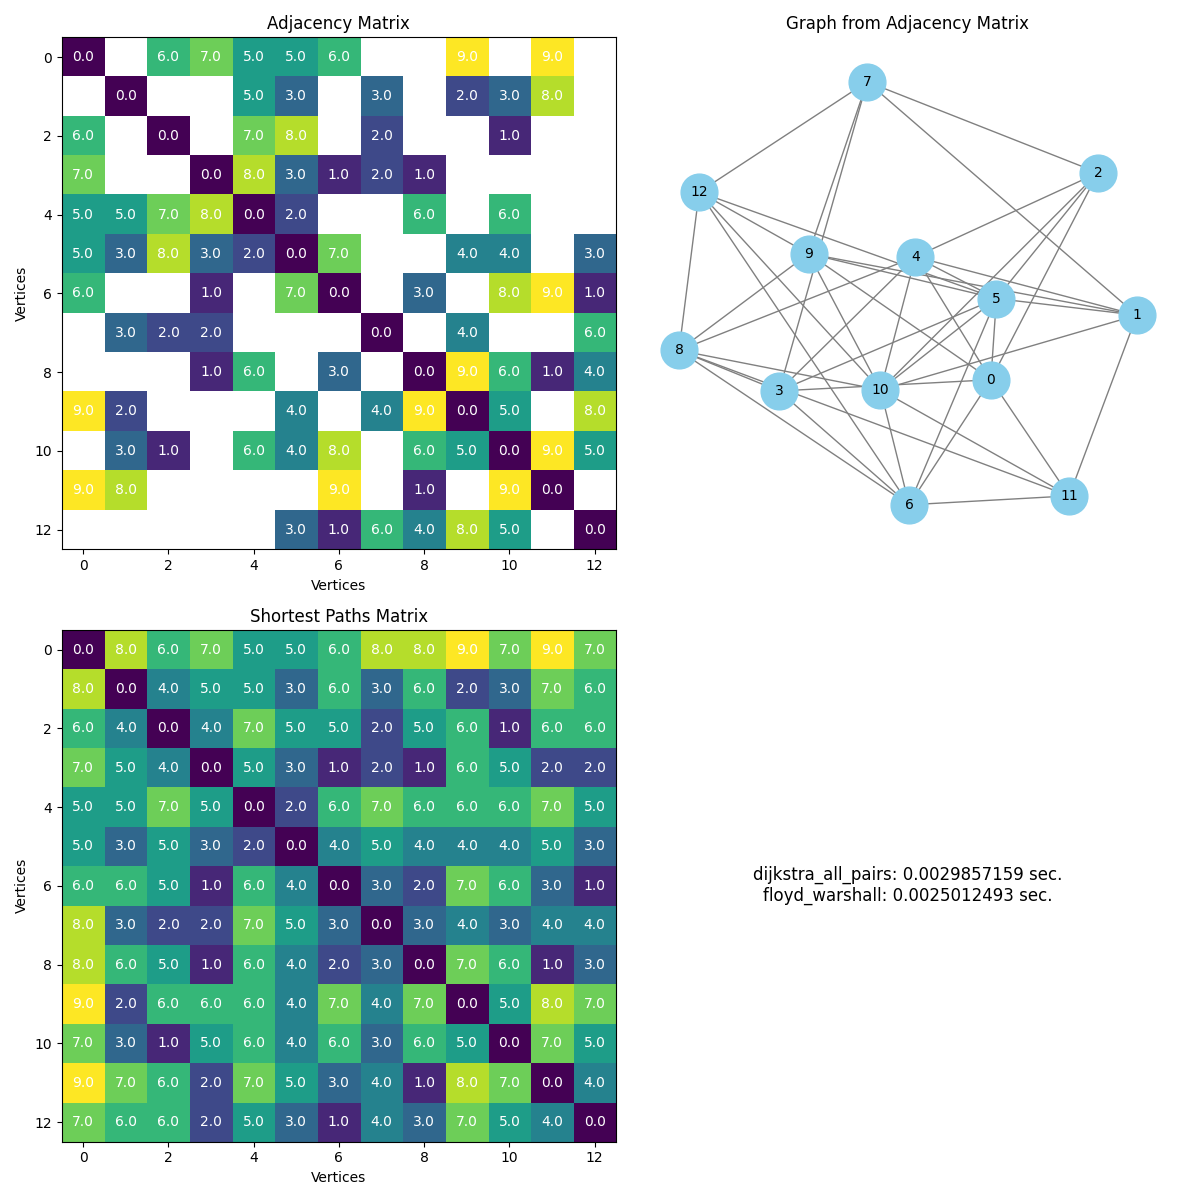 Adjacency Matrix
0 0.0 6.0 7.0 5.0 5.0 6.0 9.0 9.0
0.0 5.0 3.0 3.0 2.0 3.0 8.0
2 6.0 0.0 7.0 8.0 2.0 1.0
7.0 0.0 8.0 3.0 1.0 2.0 1.0
4 5.0 5.0 7.0 8.0 0.0 2.0 6.0 6.0
5.0 3.0 8.0 3.0 2.0 0.0 7.0 4.0 4.0 3.0
6 6.0 1.0 7.0 0.0 3.0 8.0 9.0 1.0
3.0 2.0 2.0 0.0 4.0 6.0
8 1.0 6.0 3.0 0.0 9.0 6.0 1.0 4.0
9.0 2.0 4.0 4.0 9.0 0.0 5.0 8.0
10 3.0 1.0 6.0 4.0 8.0 6.0 5.0 0.0 9.0 5.0
9.0 8.0 9.0 1.0 9.0 0.0
12 3.0 1.0 6.0 4.0 8.0 5.0 0.0
0 2 4 6 8 10 12
Vertices
Vertices
Graph from Adjacency Matrix
7
2
12
9
4
5
1
8
3
10
0
6
11
Shortest Paths Matrix
0 0.0 8.0 6.0 7.0 5.0 5.0 6.0 8.0 8.0 9.0 7.0 9.0 7.0
8.0 0.0 4.0 5.0 5.0 3.0 6.0 3.0 6.0 2.0 3.0 7.0 6.0
2 6.0 4.0 0.0 4.0 7.0 5.0 5.0 2.0 5.0 6.0 1.0 6.0 6.0
7.0 5.0 4.0 0.0 5.0 3.0 1.0 2.0 1.0 6.0 5.0 2.0 2.0
4 5.0 5.0 7.0 5.0 0.0 2.0 6.0 7.0 6.0 6.0 6.0 7.0 5.0
5.0 3.0 5.0 3.0 2.0 0.0 4.0 5.0 4.0 4.0 4.0 5.0 3.0
6 6.0 6.0 5.0 1.0 6.0 4.0 0.0 3.0 2.0 7.0 6.0 3.0 1.0
8.0 3.0 2.0 2.0 7.0 5.0 3.0 0.0 3.0 4.0 3.0 4.0 4.0
8 8.0 6.0 5.0 1.0 6.0 4.0 2.0 3.0 0.0 7.0 6.0 1.0 3.0
9.0 2.0 6.0 6.0 6.0 4.0 7.0 4.0 7.0 0.0 5.0 8.0 7.0
10 7.0 3.0 1.0 5.0 6.0 4.0 6.0 3.0 6.0 5.0 0.0 7.0 5.0
9.0 7.0 6.0 2.0 7.0 5.0 3.0 4.0 1.0 8.0 7.0 0.0 4.0
12 7.0 6.0 6.0 2.0 5.0 3.0 1.0 4.0 3.0 7.0 5.0 4.0 0.0
0 2 4 6 8 10 12
Vertices
Vertices
dijkstra_all_pairs: 0.0029857159 sec.
floyd_warshall: 0.0025012493 sec.